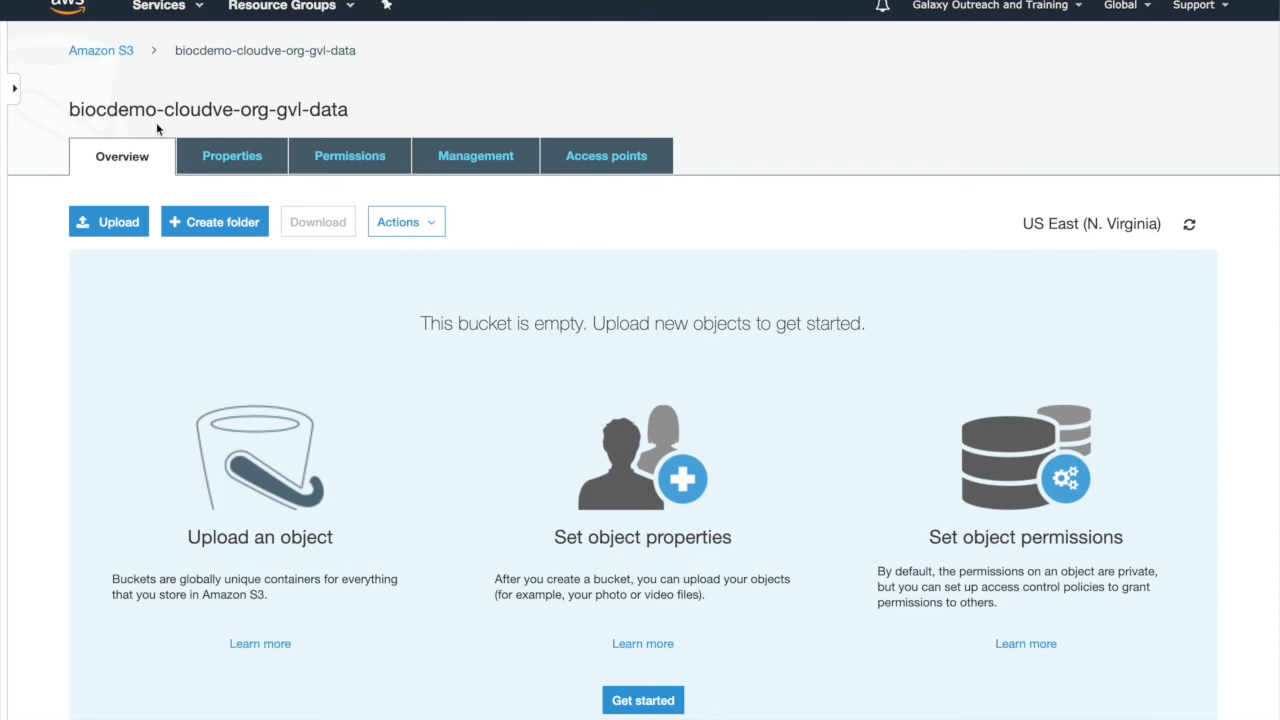 aws
Services
Resource Groups
Galaxy Outreach and Training
Global
Support
Amazon S3
biocdemo-cloudve-org-gvl-data
biocdemo-cloudve-org-gvl-data
Overview
Properties
Permissions
Management
Access points
Upload
Create folder
Download
Actions
US East (N. Virginia)
This bucket is empty. Upload new objects to get started.
Upload an object
Buckets are globally unique containers for everything
that you store in Amazon S3.
Learn more
Set object properties
After you create a bucket, you can upload your objects
(for example, your photo or video files).
Learn more
Set object permissions
By default, the permissions on an object are private,
but you can set up access control policies to grant
permissions to others.
Learn more
Get started